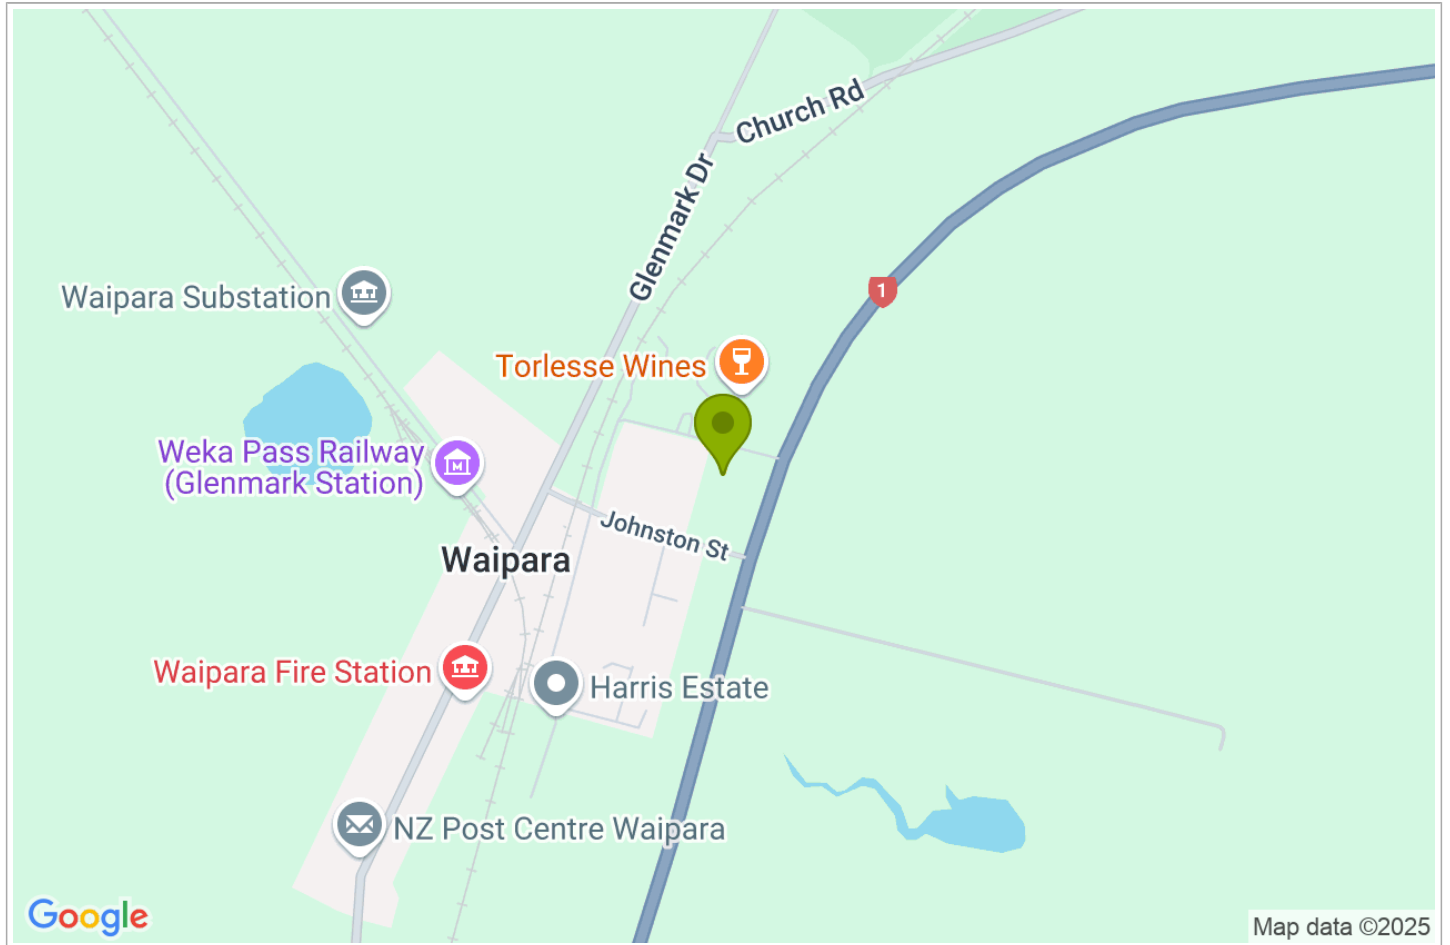 Church Rd
Glenmark Dr
Waipara Substation
1
Torlesse Wines
Weka Pass Railway
(Glenmark Station)
Johnston St
Waipara
Waipara Fire Station
Harris Estate
NZ Post Centre Waipara
Google
Map data ©2025